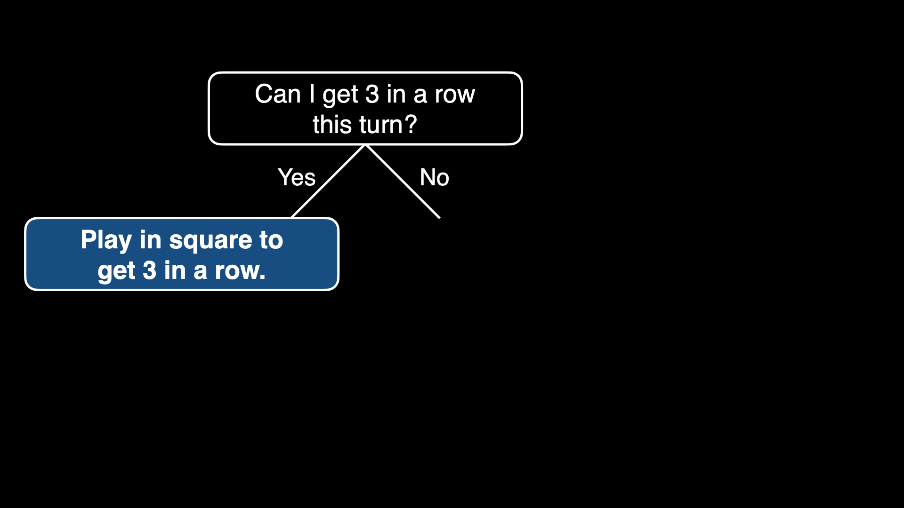 Can I get 3 in a row
this turn?
Yes
No
Play in square to
get 3 in a row.